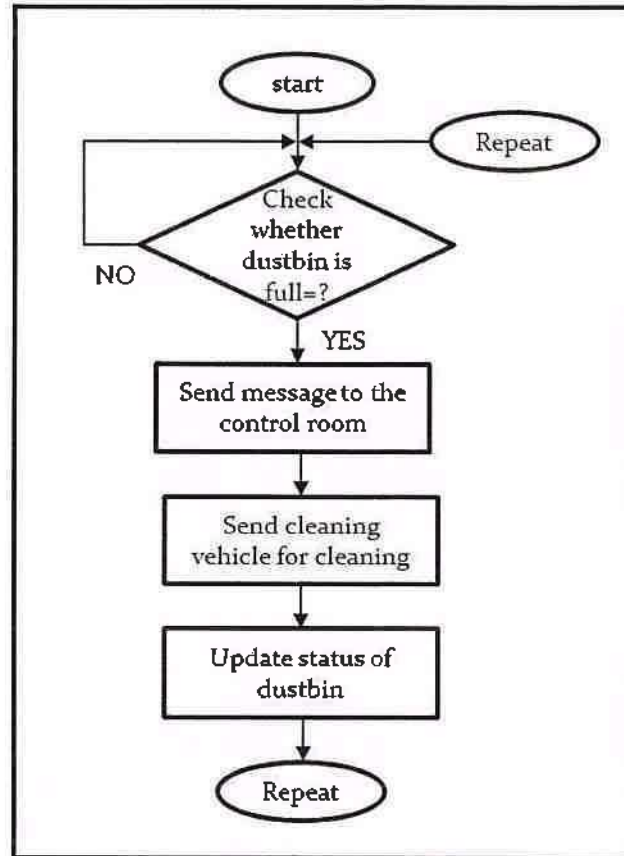 start
Repeat
Check
whether
dustbin is
full=?
NO
YES
Send message to the
control room
Send cleaning
vehicle for cleaning
Update status of
dustbin
Repeat